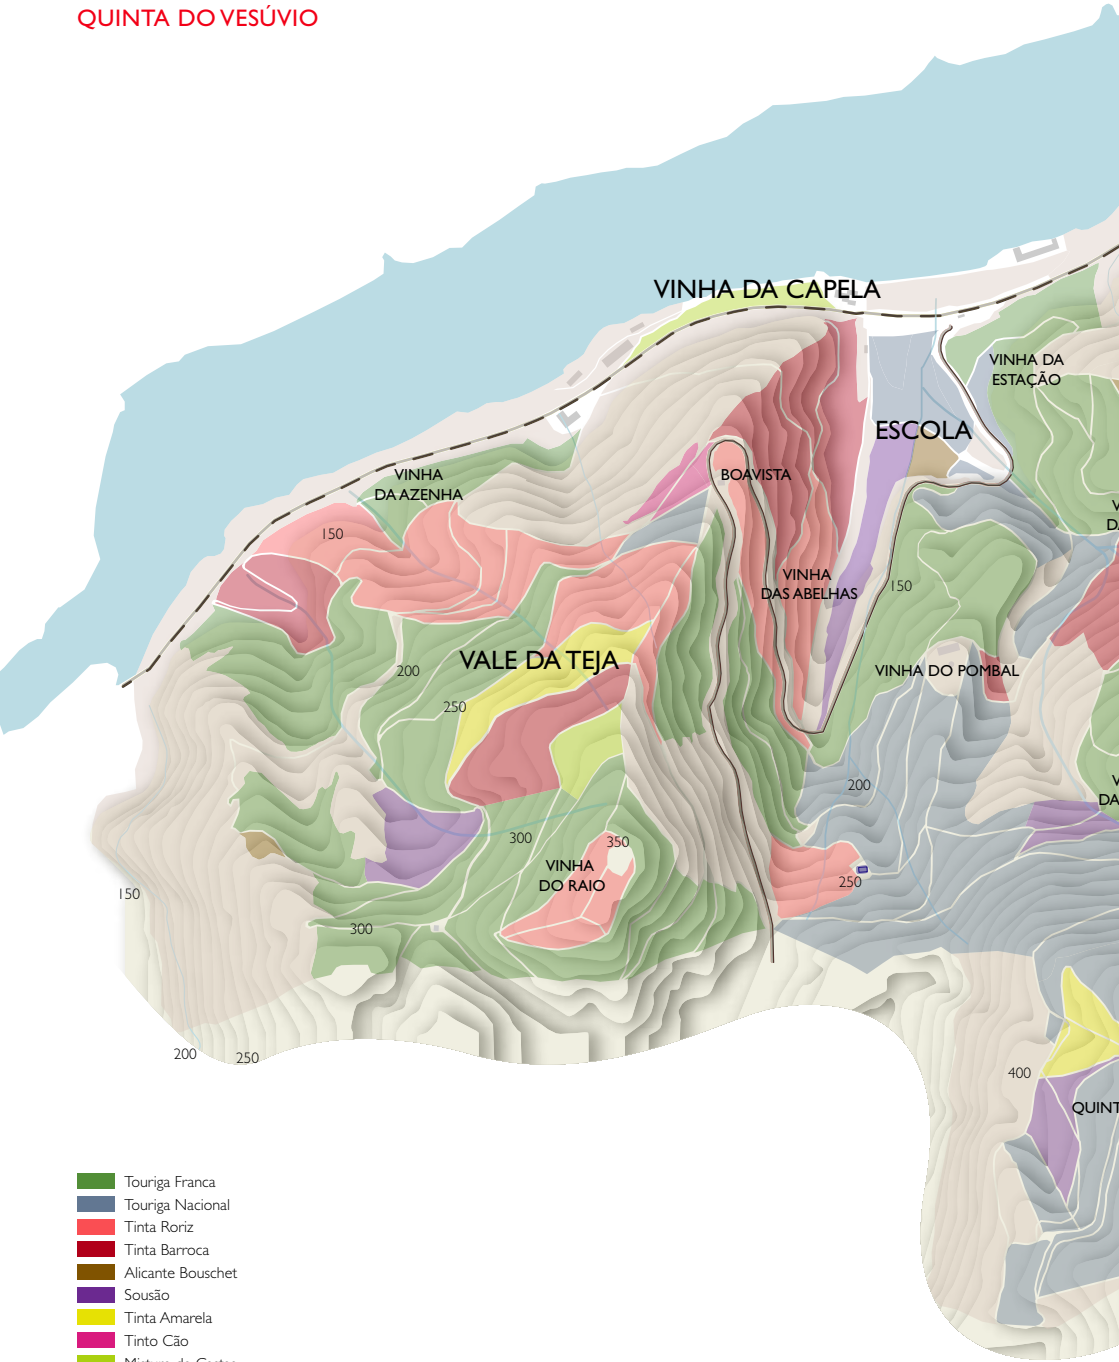 QUINTA DO VESÚVIO
VINHA DA CAPELA
VINHA DA
ESTAÇÃO
ESCOLA
VINHA
DA AZENHA
BOAVISTA
150
VINHA
DAS ABELHAS
150
VALE DA TEJA
200
250
VINHA DO POMBAL
200
300
350
VINHA
DO RAIO
250
150
300
200
250
400
QUINT
Touriga Franca
Touriga Nacional
Tinta Roriz
Tinta Barroca
Alicante Bouschet
Sousão
Tinta Amarela
Tinto Cão